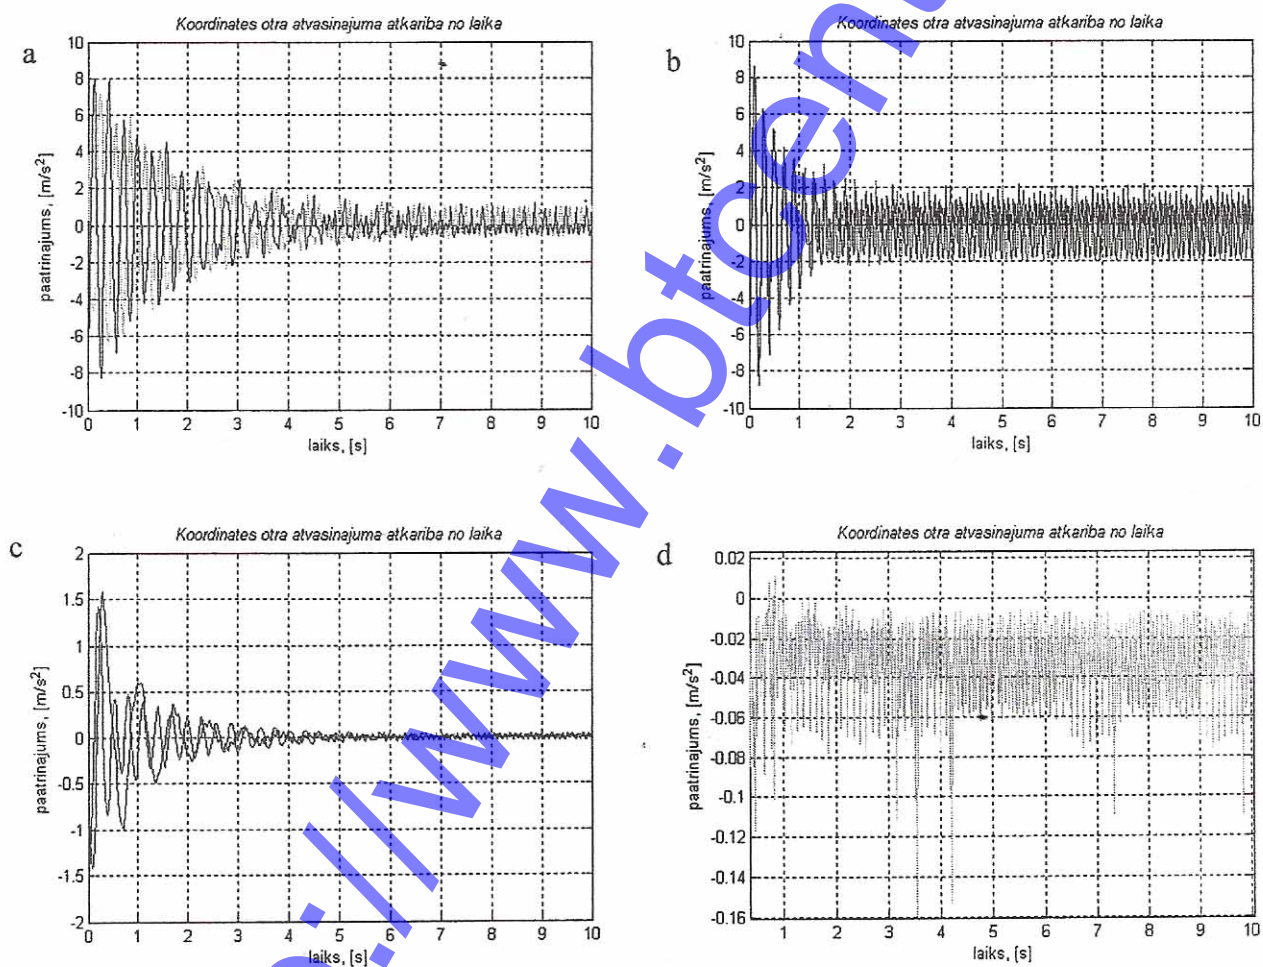 a
Koordinates otra atvasinajuma atkariba no laika
paatrinajums, [m/s²]
10
8
6
4
2
0
-2
-4
-6
-8
-10
0 1 2 3 4 5 6 7 8 9 10
laiks, [s]
b
Koordinates otra atvasinajuma atkariba no laika
paatrinajums, [m/s²]
10
8
6
4
2
0
-2
-4
-6
-8
-10
0 1 2 3 4 5 6 7 8 9 10
laiks, [s]
c
Koordinates otra atvasinajuma atkariba no laika
paatrinajums, [m/s²]
2
1.5
1
0.5
0
-0.5
-1
-1.5
-2
0 1 2 3 4 5 6 7 8 9 10
laiks, [s]
d
Koordinates otra atvasinajuma atkariba no laika
paatrinajums, [m/s²]
0.02
0
-0.02
-0.04
-0.06
-0.08
-0.1
-0.12
-0.14
-0.16
1 2 3 4 5 6 7 8 9 10
laiks, [s]
://www.btcen